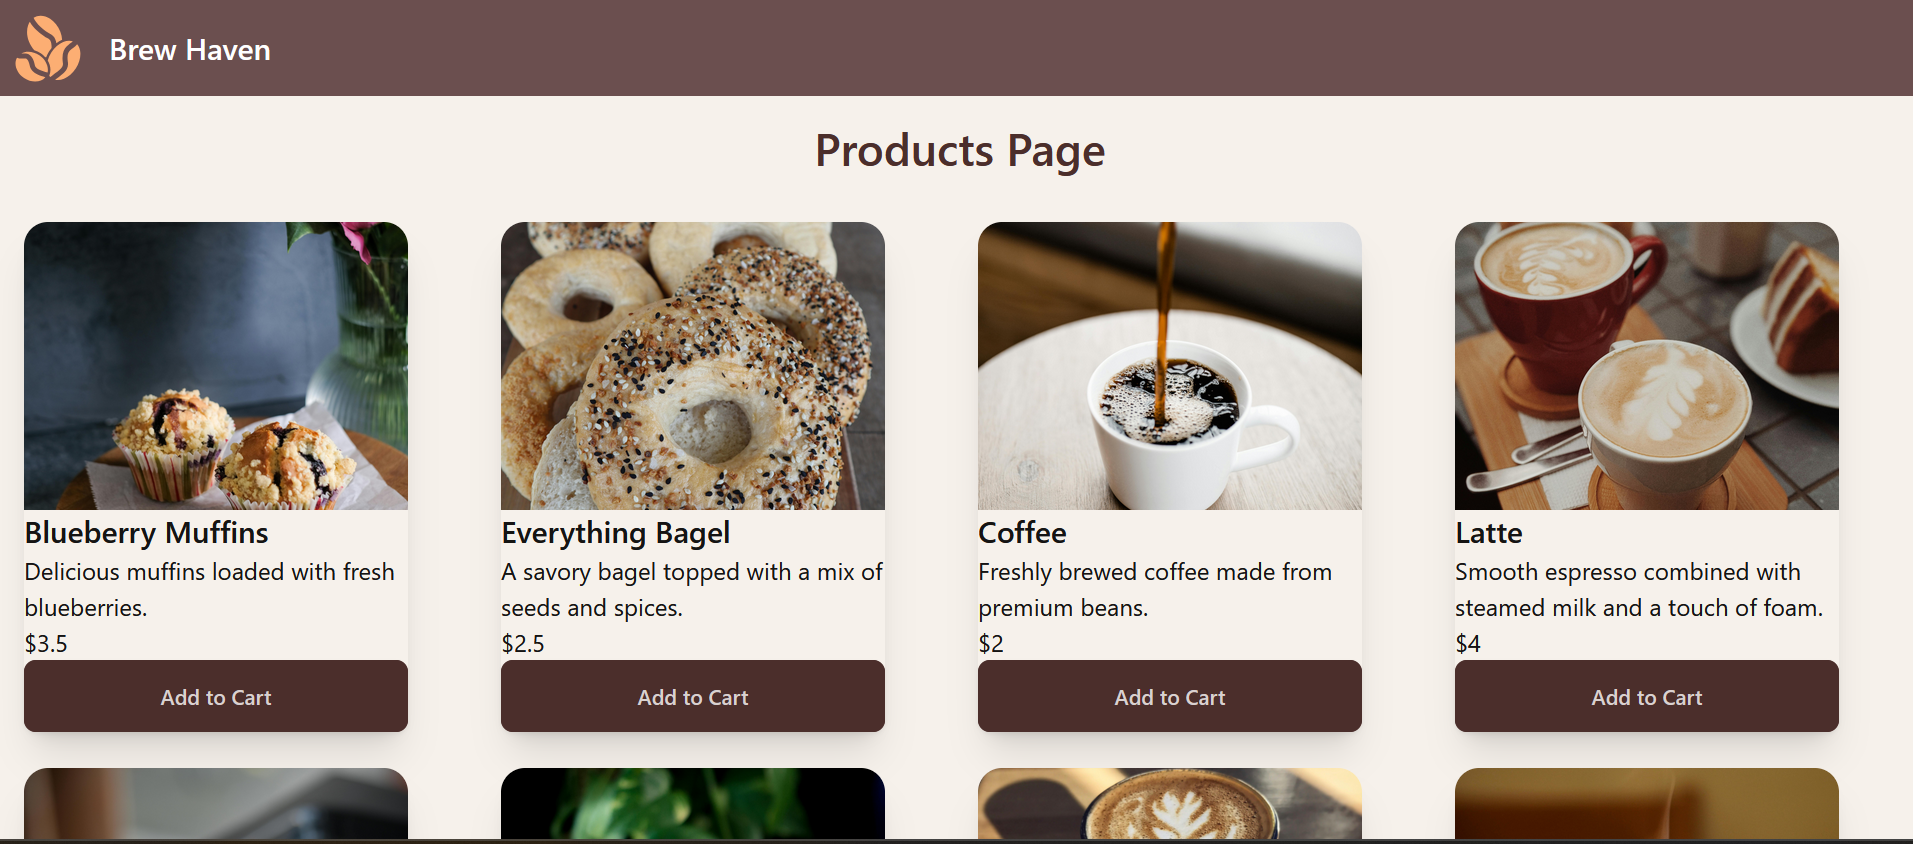 Brew Haven
Products Page
Blueberry Muffins
Delicious muffins loaded with fresh
blueberries.
$3.5
Add to Cart
Everything Bagel
A savory bagel topped with a mix of
seeds and spices.
$2.5
Add to Cart
Coffee
Freshly brewed coffee made from
premium beans.
$2
Add to Cart
Latte
Smooth espresso combined with
steamed milk and a touch of foam.
$4
Add to Cart